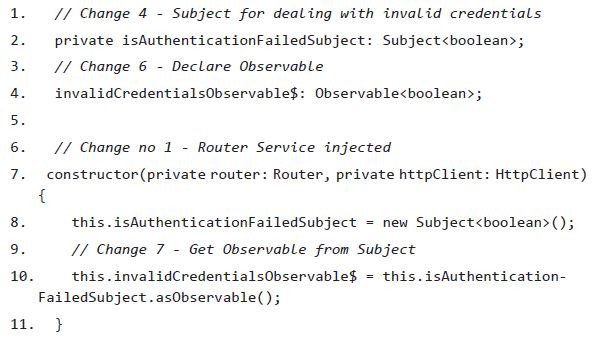 1. // Change 4 - Subject for dealing with invalid credentials
2. private isAuthenticationFailedSubject: Subject<boolean>;
3. // Change 6 - Declare Observable
4. invalidCredentialsObservable$: Observable<boolean>;
5.
6. // Change no 1 - Router Service injected
7. constructor(private router: Router, private httpClient: HttpClient)
{
8. this.isAuthenticationFailedSubject = new Subject<boolean>();
9. // Change 7 - Get Observable from Subject
10. this.invalidCredentialsObservable$ = this.isAuthentication-
FailedSubject.asObservable();
11. }